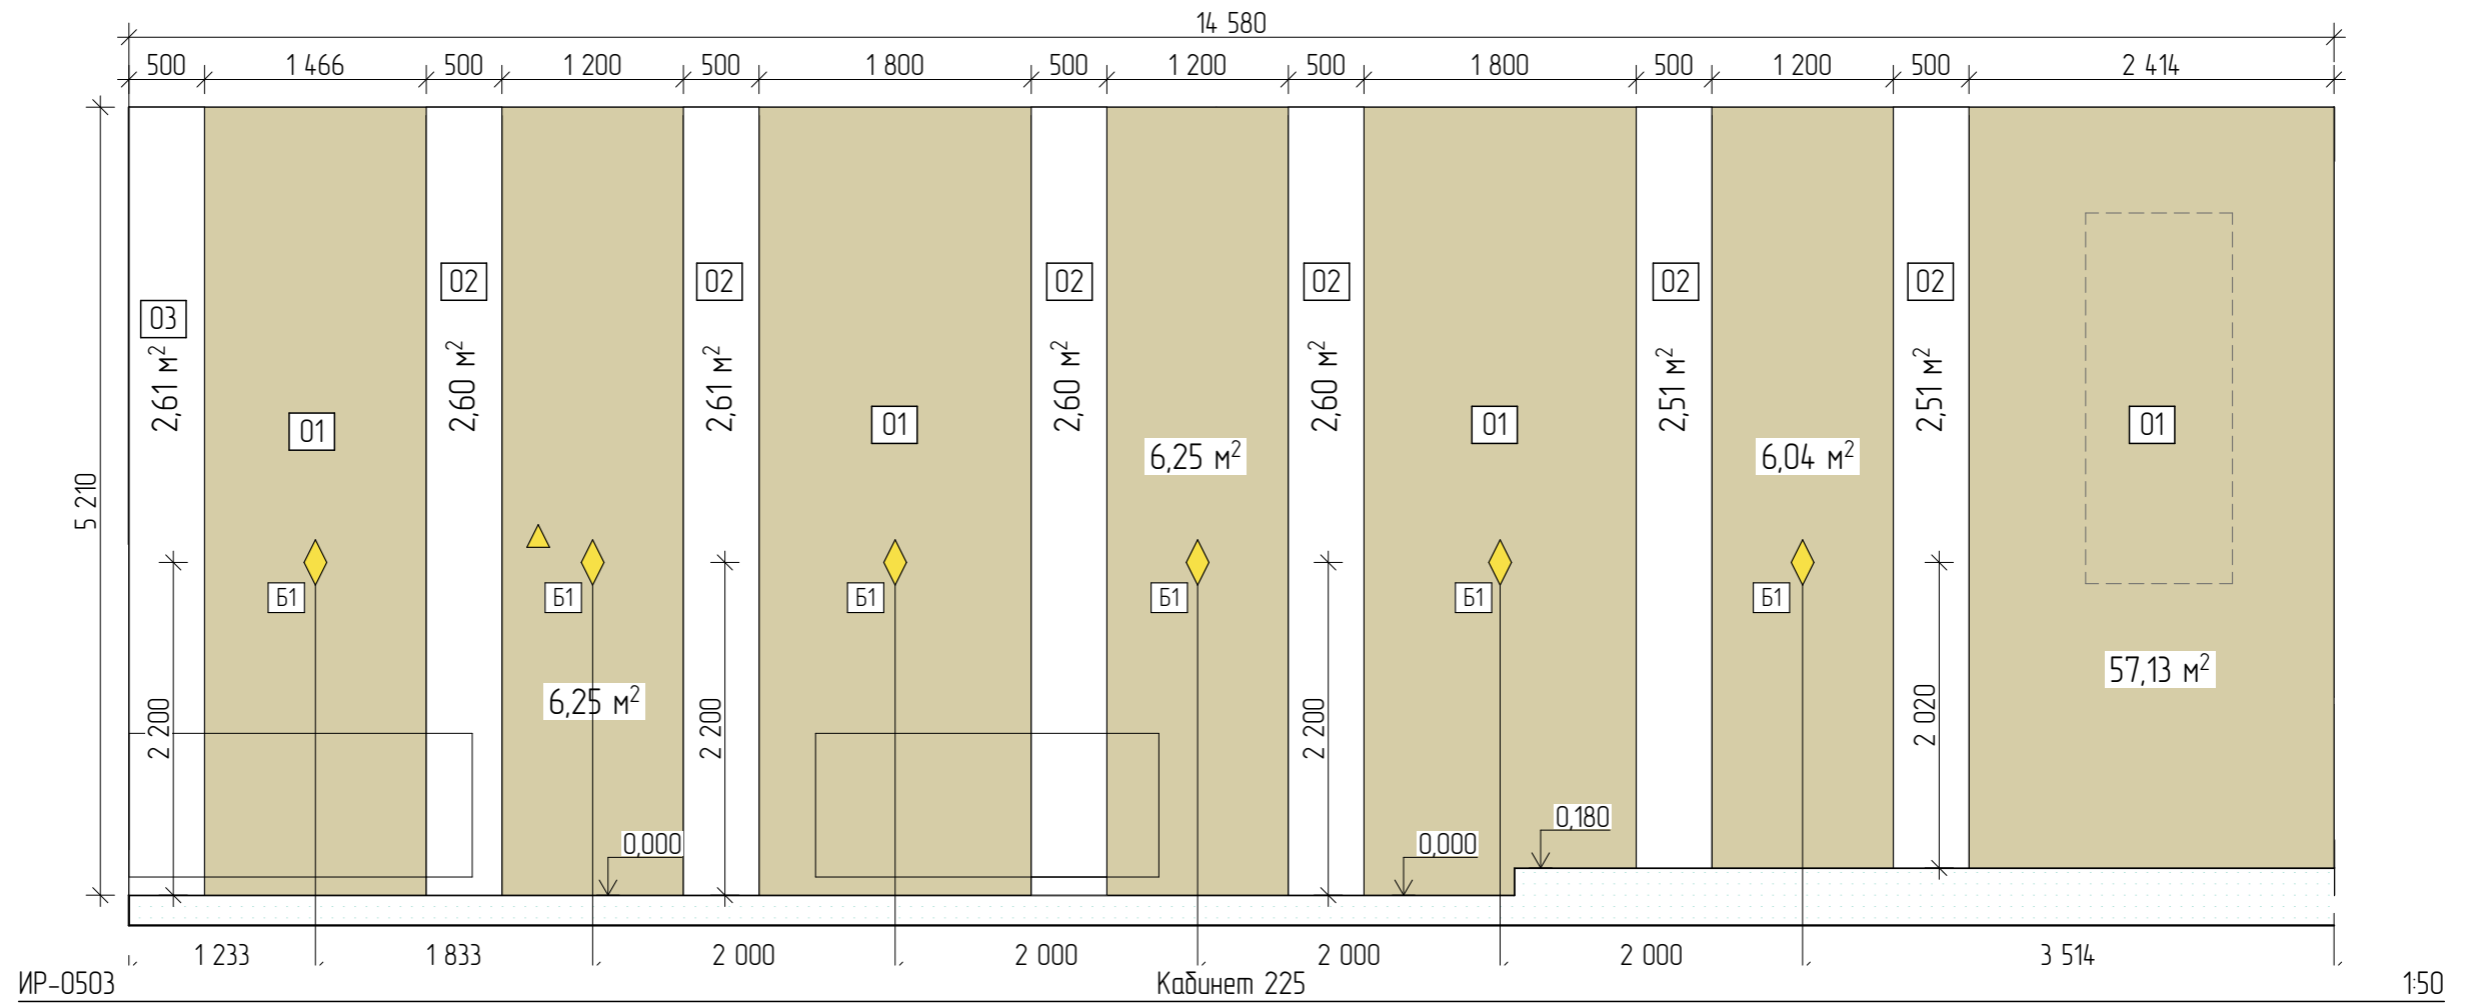 14 580
500 1 466 500 1 200 500 1 800 500 1 200 500 1 800 500 1 200 500 2 414
5 210
02 02 02 02 02 02
03
2,61 м² 2,60 м² 2,61 м² 2,60 м² 2,60 м² 2,51 м² 2,51 м²
01 01 01 01
6,25 м² 6,04 м²
Б1 Б1 Б1 Б1 Б1 Б1
57,13 м²
6,25 м²
2 200 2 200 2 200 2 020
0,180
0,000 0,000
1 233 1 833 2 000 2 000 2 000 2 000 3 514
ИР-0503 Кабинет 225 1:50